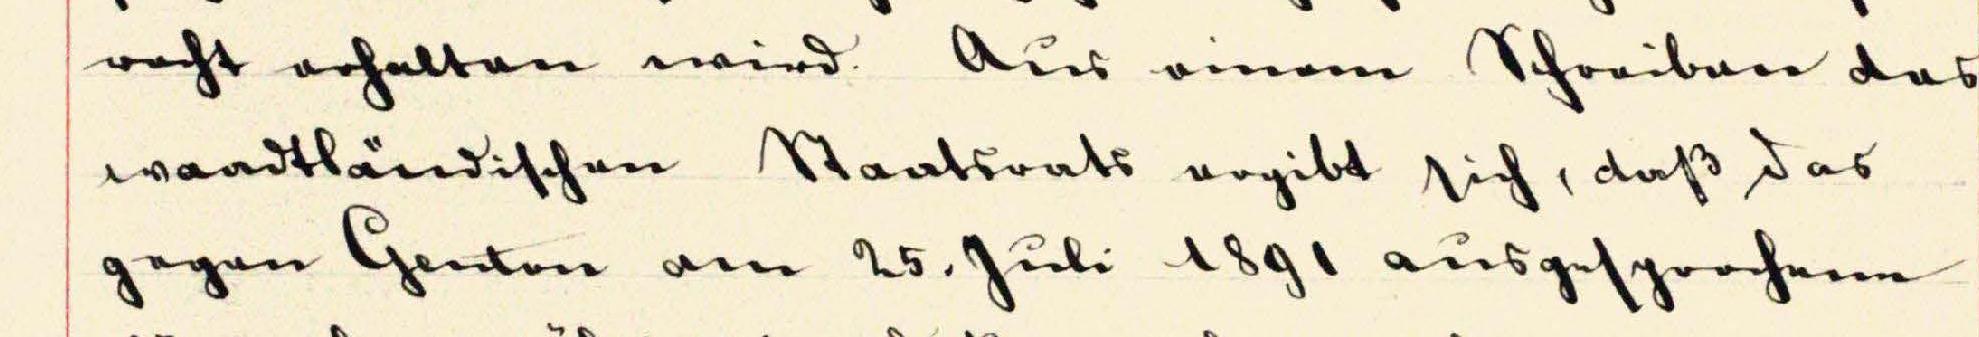 recht erhalten wird. Aus einem Schreiben des
waadtländischen Staatsrats ergibt sich, daß das
gegen Genton am 25. Juli 1891 ausgesprochene